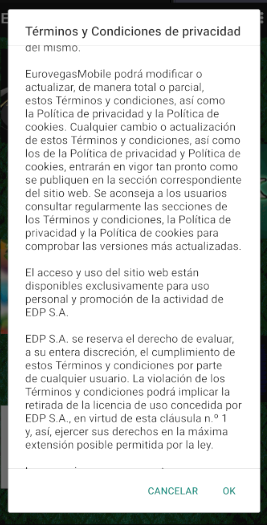 Términos y Condiciones de privacidad
del mismo.
EurovegasMobile podrá modificar o
actualizar, de manera total o parcial,
estos Términos y condiciones, así como
la Política de privacidad y la Política de
cookies. Cualquier cambio o actualización
de estos Términos y condiciones, así como
los de la Política de privacidad y Política de
cookies, entrarán en vigor tan pronto como
se publiquen en la sección correspondiente
del sitio web. Se aconseja a los usuarios
consultar regularmente las secciones de
los Términos y condiciones, la Política de
privacidad y la Política de cookies para
comprobar las versiones más actualizadas.
El acceso y uso del sitio web están
disponibles exclusivamente para uso
personal y promoción de la actividad de
EDP S.A.
EDP S.A. se reserva el derecho de evaluar,
a su entera discreción, el cumplimiento de
estos Términos y condiciones por parte
de cualquier usuario. La violación de los
Términos y condiciones podrá implicar la
retirada de la licencia de uso concedida por
EDP S.A., en virtud de esta cláusula n.º 1
y, así, ejercer sus derechos en la máxima
extensión posible permitida por la ley.
CANCELAR OK